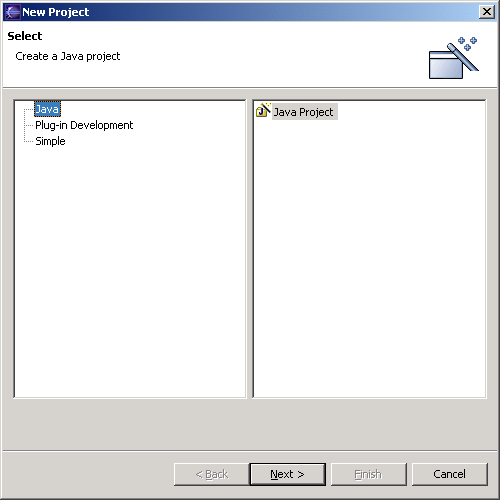 New Project
Select
Create a Java project
Java
Plug-in Development
Simple
Java Project
< Back
Next >
Finish
Cancel